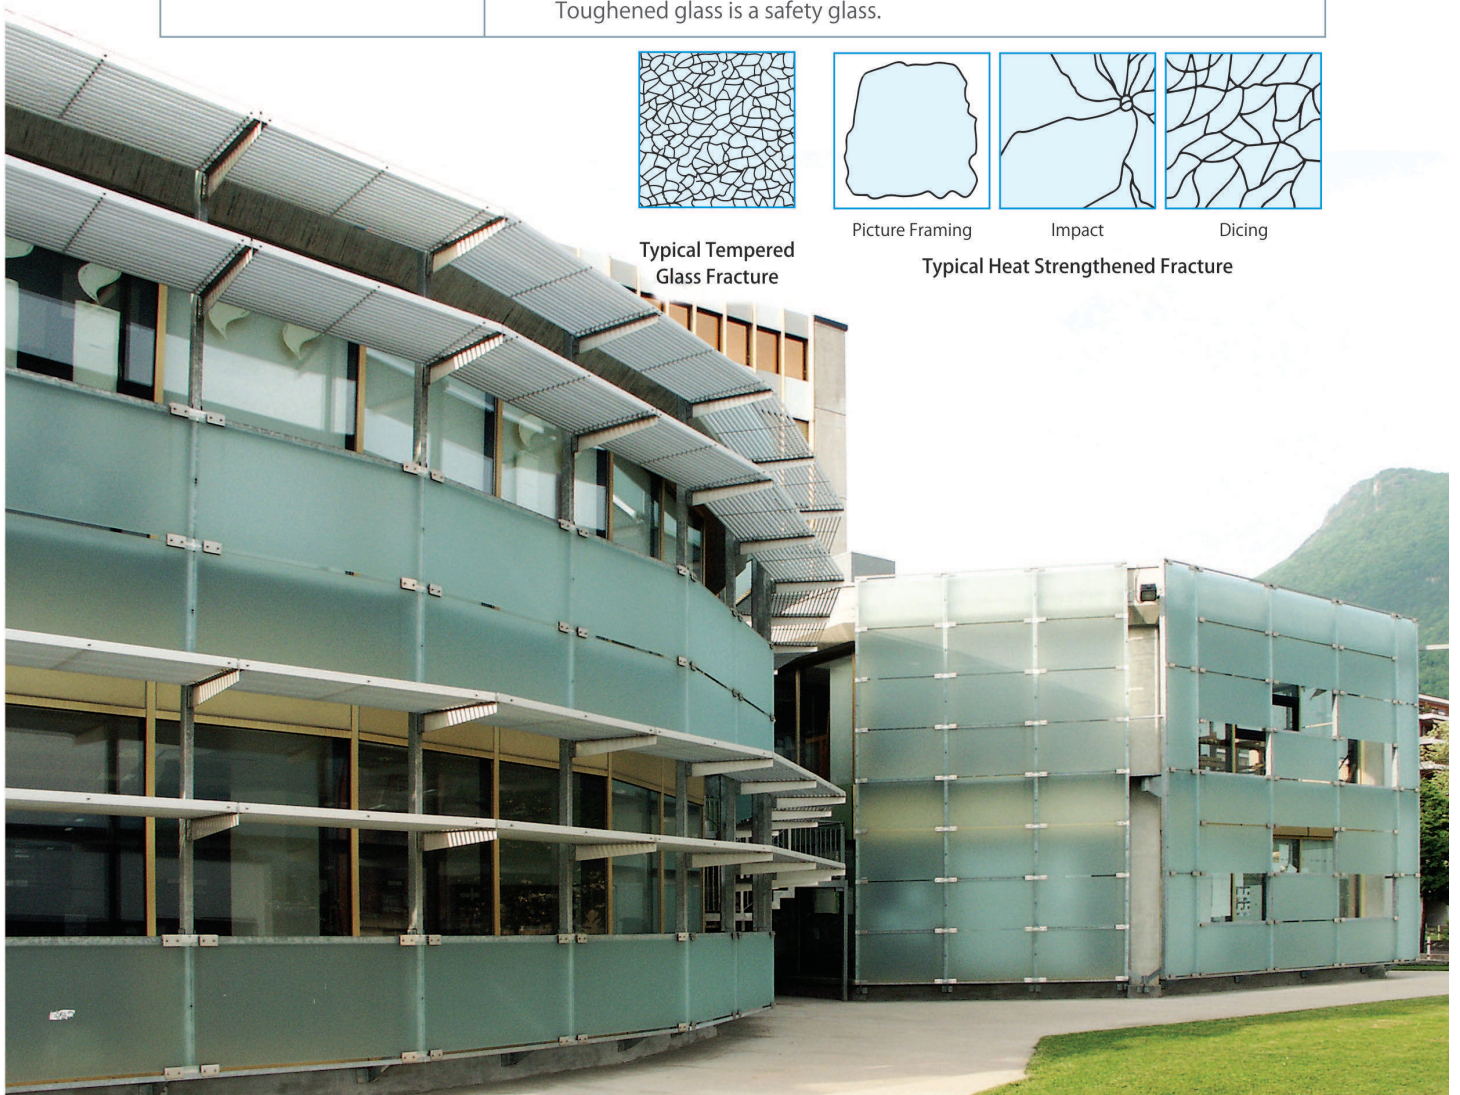 Toughened glass is a safety glass.
Typical Tempered
Glass Fracture
Picture Framing
Impact
Dicing
Typical Heat Strengthened Fracture